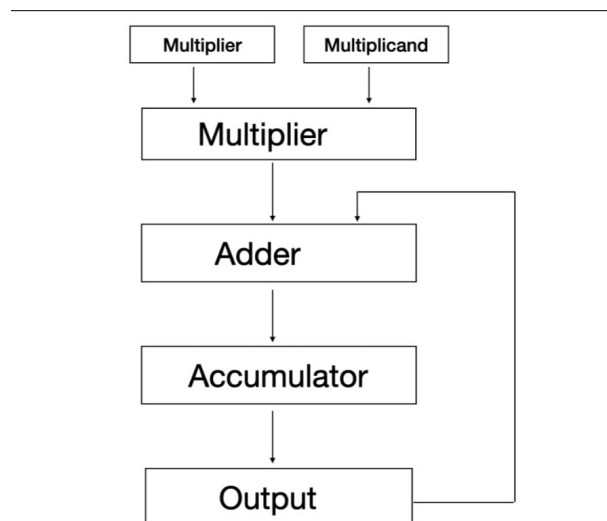 Multiplier
Multiplicand
Multiplier
Adder
Accumulator
Output